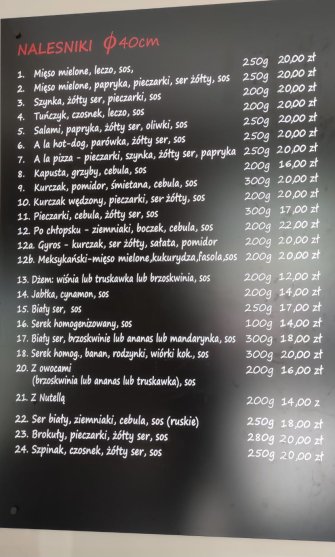 NALESNIKI ϕ40cm
1. Mięso mielone, leczo, sos, 250g 20,00 zł
2. Mięso mielone, papryka, pieczarki, ser żółty, sos 250g 20,00 zł
3. Szynka, żółty ser, pieczarki, sos 250g 20,00 zł
4. Tuńczyk, czosnek, leczo, sos 200g 20,00 zł
5. Salami, papryka, żółty ser, oliwki, sos 250g 20,00 zł
6. A la hot-dog, parówka, żółty ser, sos 250g 20,00 zł
7. A la pizza - pieczarki, szynka, żółty ser, papryka 250g 20,00 zł
8. Kapusta, grzyby, cebula, sos 200g 16,00 zł
9. Kurczak, pomidor, śmietana, cebula, sos 300g 20,00 zł
10. Kurczak wędzony, pieczarki, ser żółty, sos 200g 20,00 zł
11. Pieczarki, cebula, żółty ser, sos 300g 17,00 zł
12. Po chłopsku - ziemniaki, boczek, cebula, sos 200g 22,00 zł
12a. Gyros - kurczak, ser żółty, sałata, pomidor 200g 20,00 zł
12b. Meksykański-mięso mielone,kukurydza,fasola,sos 200g 20,00 zł
13. Dżem: wiśnia lub truskawka lub brzoskwinia, sos 200g 12,00 zł
14. Jabłka, cynamon, sos 200g 14,00 zł
15. Biały ser, sos 250g 17,00 zł
16. Serek homogenizowany, sos 100g 14,00 zł
17. Biały ser, brzoskwinie lub ananas lub mandarynka, sos 300g 18,00 zł
18. Serek homog., banan, rodzynki, wiórki kok., sos 300g 20,00 zł
20. Z owocami 200g 16,00 zł
(brzoskwinia lub ananas lub truskawka), sos
21. Z Nutellą 200g 14,00 z
22. Ser biały, ziemniaki, cebula, sos (ruskie) 250g 18,00 zł
23. Brokuły, pieczarki, żółty ser, sos 280g 20,00 zł
24. Szpinak, czosnek, żółty ser, sos 250g 20,00 zł